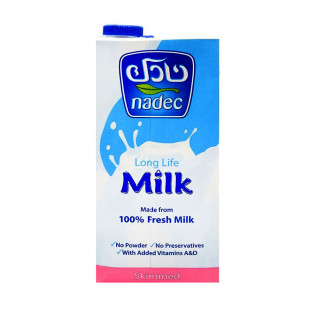 نادك
nadec
Long Life
Milk
Made from
100% Fresh Milk
✓No Powder ✓No Preservatives
✓With Added Vitamins A&D
Skimmed